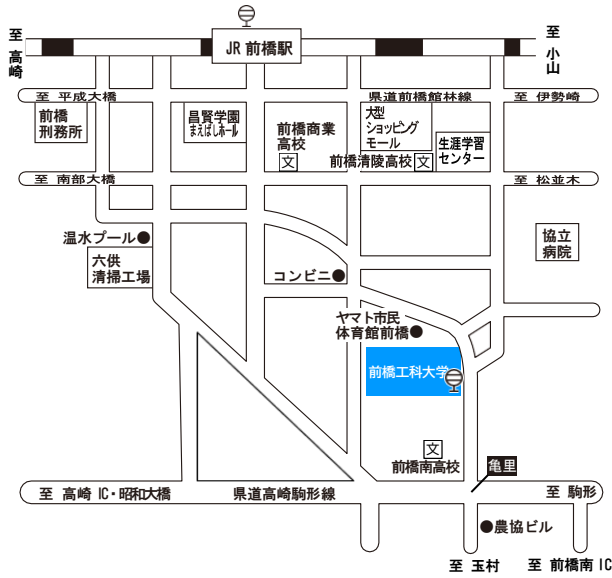 至
高崎
JR 前橋駅
至
小山
至 平成大橋
県道前橋館林線
至 伊勢崎
前橋
刑務所
昌賢学園
まえばしホール
前橋商業
高校
文
大型
ショッピング
モール
前橋清陵高校
文
生涯学習
センター
至 南部大橋
至 松並木
温水プール
六供
清掃工場
コンビニ
協立
病院
ヤマト市民
体育館前橋
前橋工科大学
文
前橋南高校
亀里
至 高崎 IC・昭和大橋
県道高崎駒形線
至 駒形
農協ビル
至 玉村
至 前橋南 IC